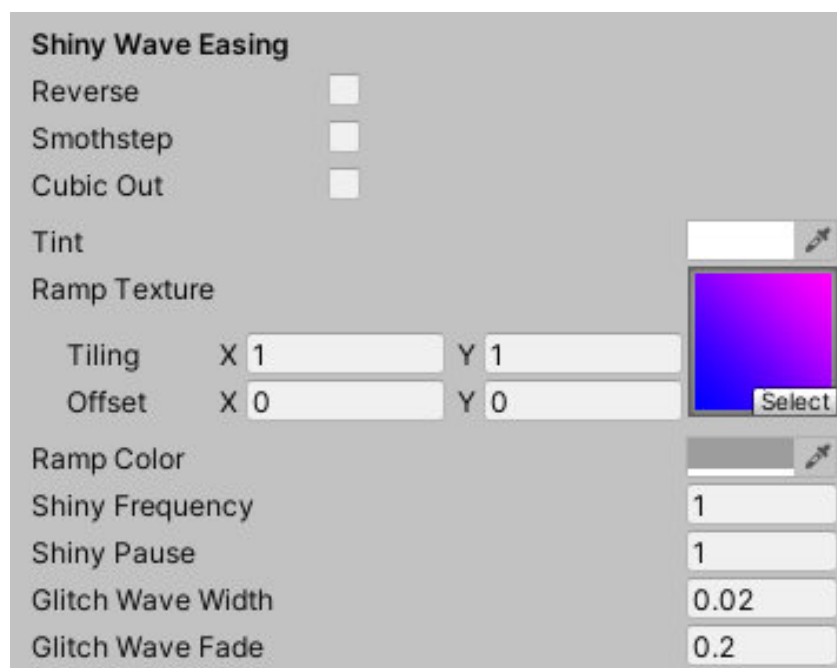 Shiny Wave Easing
Reverse
Smothstep
Cubic Out
Tint
Ramp Texture
Tiling X 1 Y 1
Offset X 0 Y 0
Select
Ramp Color
Shiny Frequency 1
Shiny Pause 1
Glitch Wave Width 0.02
Glitch Wave Fade 0.2